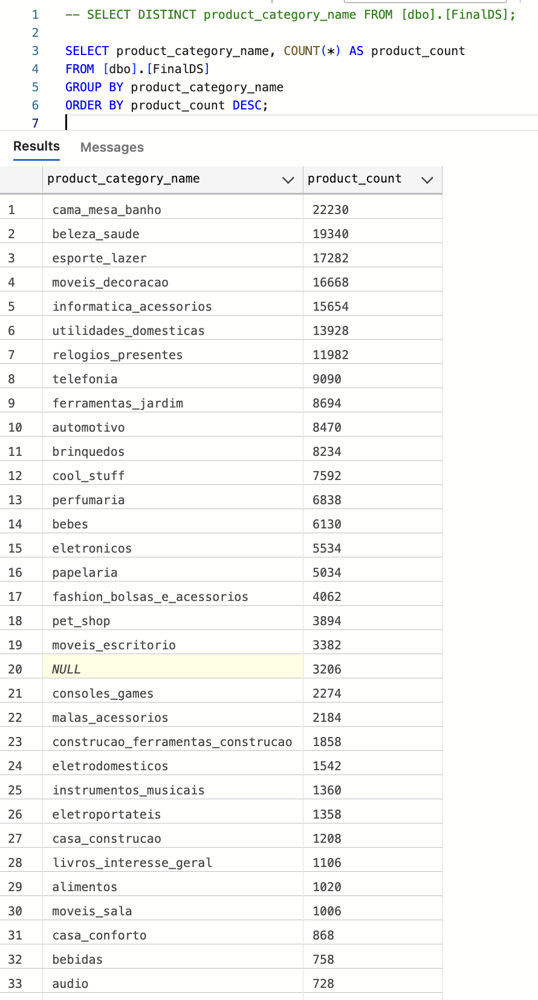 1 -- SELECT DISTINCT product_category_name FROM [dbo].[FinalDS];
2
3 SELECT product_category_name, COUNT(*) AS product_count
4 FROM [dbo].[FinalDS]
5 GROUP BY product_category_name
6 ORDER BY product_count DESC;
7
Results Messages
product_category_name product_count
1 cama_mesa_banho 22230
2 beleza_saude 19340
3 esporte_lazer 17282
4 moveis_decoracao 16668
5 informatica_acessorios 15654
6 utilidades_domesticas 13928
7 relogios_presentes 11982
8 telefonia 9090
9 ferramentas_jardim 8694
10 automotivo 8470
11 brinquedos 8234
12 cool_stuff 7592
13 perfumaria 6838
14 bebes 6130
15 eletronicos 5534
16 papelaria 5034
17 fashion_bolsas_e_acessorios 4062
18 pet_shop 3894
19 moveis_escritorio 3382
20 NULL 3206
21 consoles_games 2274
22 malas_acessorios 2184
23 construcao_ferramentas_construcao 1858
24 eletrodomesticos 1542
25 instrumentos_musicais 1360
26 eletroportateis 1358
27 casa_construcao 1208
28 livros_interesse_geral 1106
29 alimentos 1020
30 moveis_sala 1006
31 casa_conforto 868
32 bebidas 758
33 audio 728